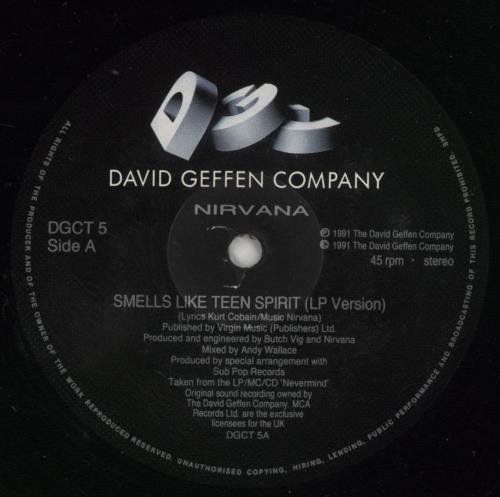 DGC
DAVID GEFFEN COMPANY
NIRVANA
DGCT 5
Side A
℗ 1991 The David Geffen Company
© 1991 The David Geffen Company
45 rpm · stereo
SMELLS LIKE TEEN SPIRIT (LP Version)
(Lyrics Kurt Cobain/Music Nirvana)
Published by Virgin Music (Publishers) Ltd.
Produced and engineered by Butch Vig and Nirvana
Mixed by Andy Wallace
Produced by special arrangement with
Sub Pop Records
Taken from the LP/MC/CD 'Nevermind'
Original sound recording owned by
The David Geffen Company. MCA
Records Ltd. are the exclusive
licensees for the UK
DGCT 5A
ALL RIGHTS OF THE PRODUCER AND OF THE OWNER OF THE WORK REPRODUCED RESERVED. UNAUTHORISED COPYING, HIRING, LENDING, PUBLIC PERFORMANCE AND BROADCASTING OF THIS RECORD PROHIBITED. SMFD